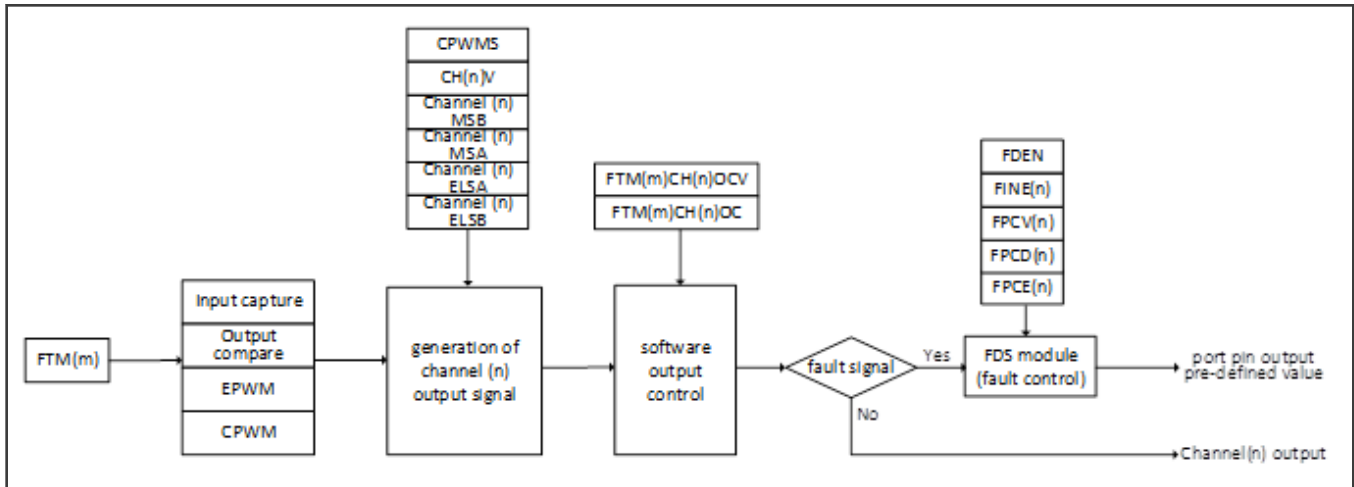 CPWMS
CH(n)V
Channel (n)
MSB
Channel (n)
MSA
Channel (n)
ELSA
Channel (n)
ELSB
FTM(m)CH(n)OCV
FTM(m)CH(n)OC
FDEN
FINE(n)
FPCV(n)
FPCD(n)
FPCE(n)
FTM(m)
Input capture
Output
compare
EPWM
CPWM
generation of
channel (n)
output signal
software
output
control
fault signal
Yes
No
FDS module
(fault control)
port pin output
pre-defined value
Channel(n) output